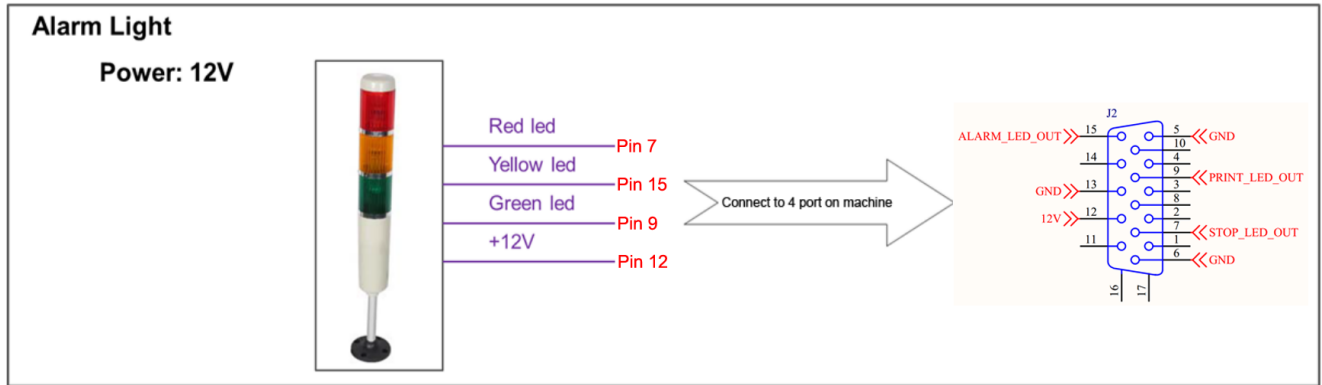 Alarm Light
Power: 12V
Red led
Pin 7
Yellow led
Pin 15
Green led
Pin 9
+12V
Pin 12
Connect to 4 port on machine
J2
ALARM_LED_OUT 15
5 GND
10
14
4
9 PRINT_LED_OUT
GND 13
3
8
12V 12
2
7 STOP_LED_OUT
11
1
6 GND
16
17